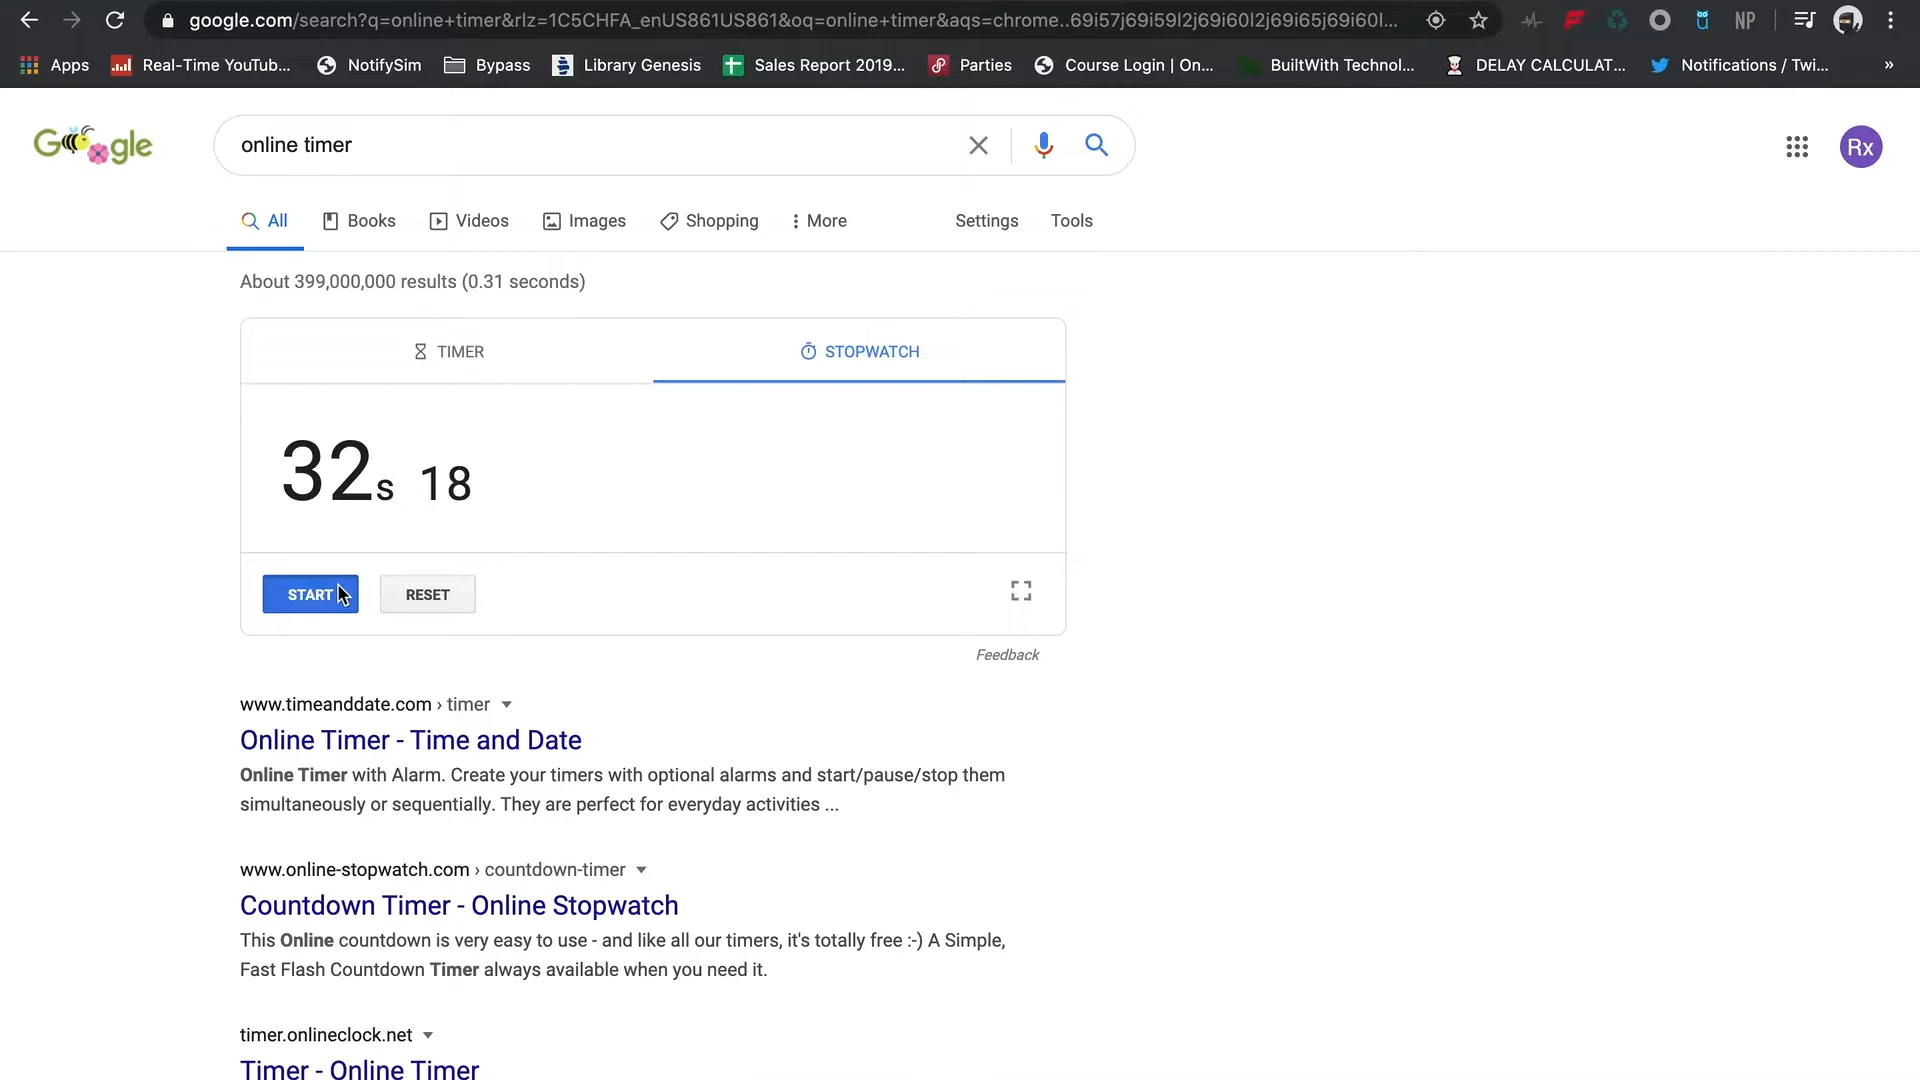 google.com/search?q=online+timer&rlz=1C5CHFA_enUS861US861&oq=online+timer&aqs=chrome..69i57j69i59l2j69i60l2j69i65j69i60l...
NP
Apps Real-Time YouTub... NotifySim Bypass Library Genesis Sales Report 2019... Parties Course Login | On... BuiltWith Technol... DELAY CALCULAT... Notifications / Twi... »
Google online timer Rx
All Books Videos Images Shopping More Settings Tools
About 399,000,000 results (0.31 seconds)
TIMER STOPWATCH
32s 18
START RESET
Feedback
www.timeanddate.com › timer
Online Timer - Time and Date
Online Timer with Alarm. Create your timers with optional alarms and start/pause/stop them
simultaneously or sequentially. They are perfect for everyday activities ...
www.online-stopwatch.com › countdown-timer
Countdown Timer - Online Stopwatch
This Online countdown is very easy to use - and like all our timers, it's totally free :-) A Simple,
Fast Flash Countdown Timer always available when you need it.
timer.onlineclock.net
Timer - Online Timer